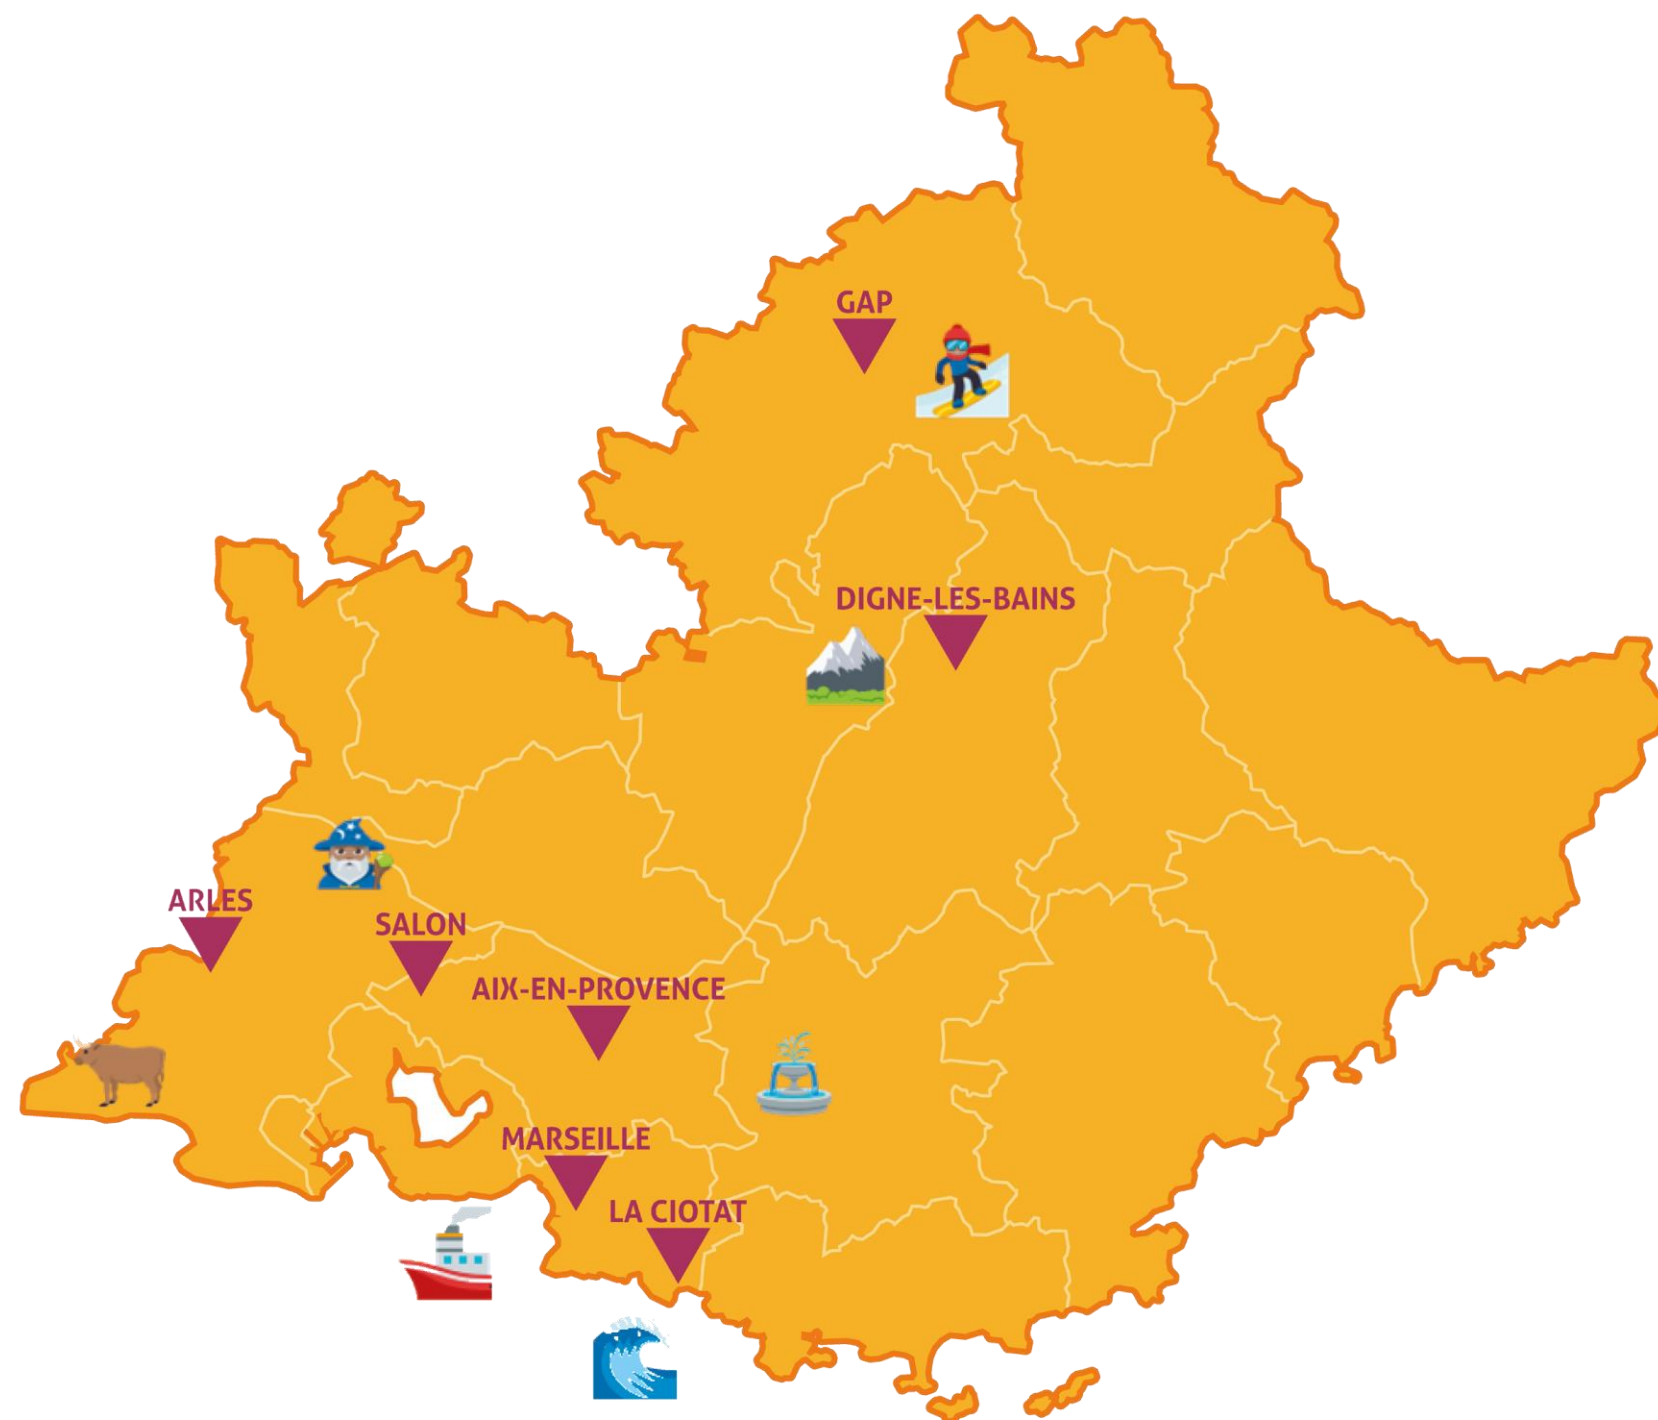 GAP
DIGNE-LES-BAINS
ARLES
SALON
AIX-EN-PROVENCE
MARSEILLE
LA CIOTAT